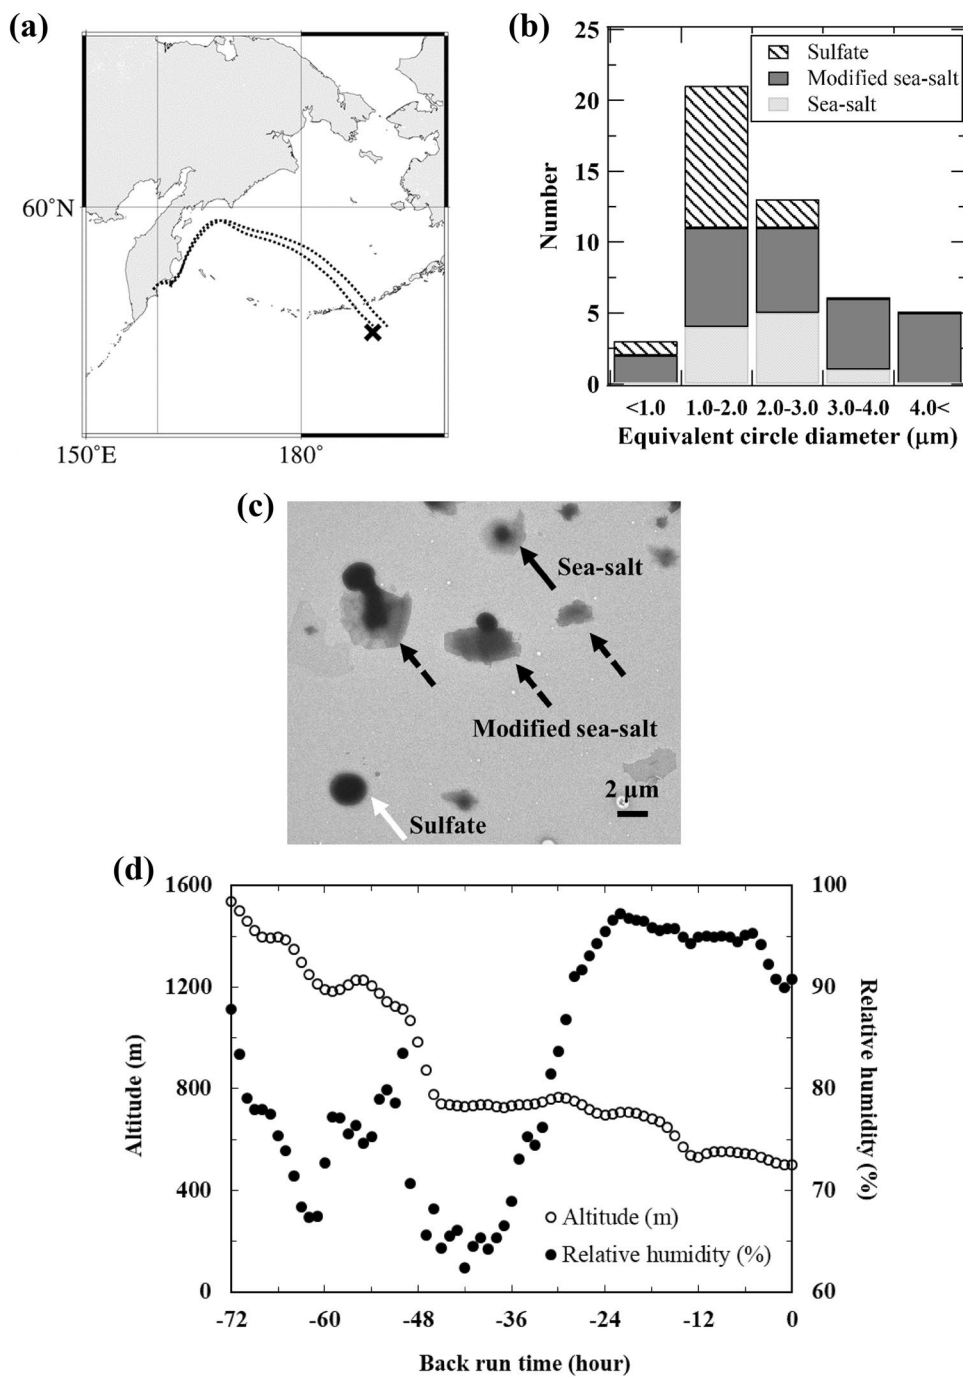 (a)
60°N
150°E
180°
(b)
25
20
15
10
5
0
Number
Sulfate
Modified sea-salt
Sea-salt
<1.0
1.0-2.0
2.0-3.0
3.0-4.0
4.0<
Equivalent circle diameter (μm)
(c)
Sea-salt
Modified sea-salt
2 μm
Sulfate
(d)
1600
1200
800
400
0
Altitude (m)
100
90
80
70
60
Relative humidity (%)
Altitude (m)
Relative humidity (%)
-72
-60
-48
-36
-24
-12
0
Back run time (hour)